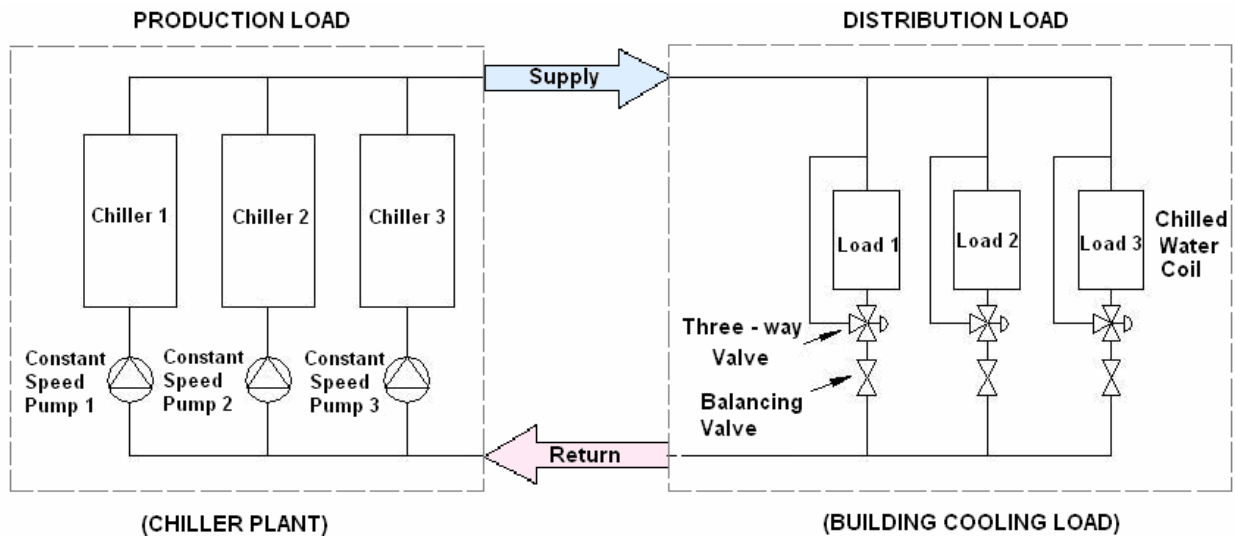 PRODUCTION LOAD
DISTRIBUTION LOAD
Supply
Chiller 1
Chiller 2
Chiller 3
Load 1
Load 2
Load 3
Chilled
Water
Coil
Constant
Speed
Pump 1
Constant
Speed
Pump 2
Constant
Speed
Pump 3
Three - way
Valve
Balancing
Valve
Return
(CHILLER PLANT)
(BUILDING COOLING LOAD)